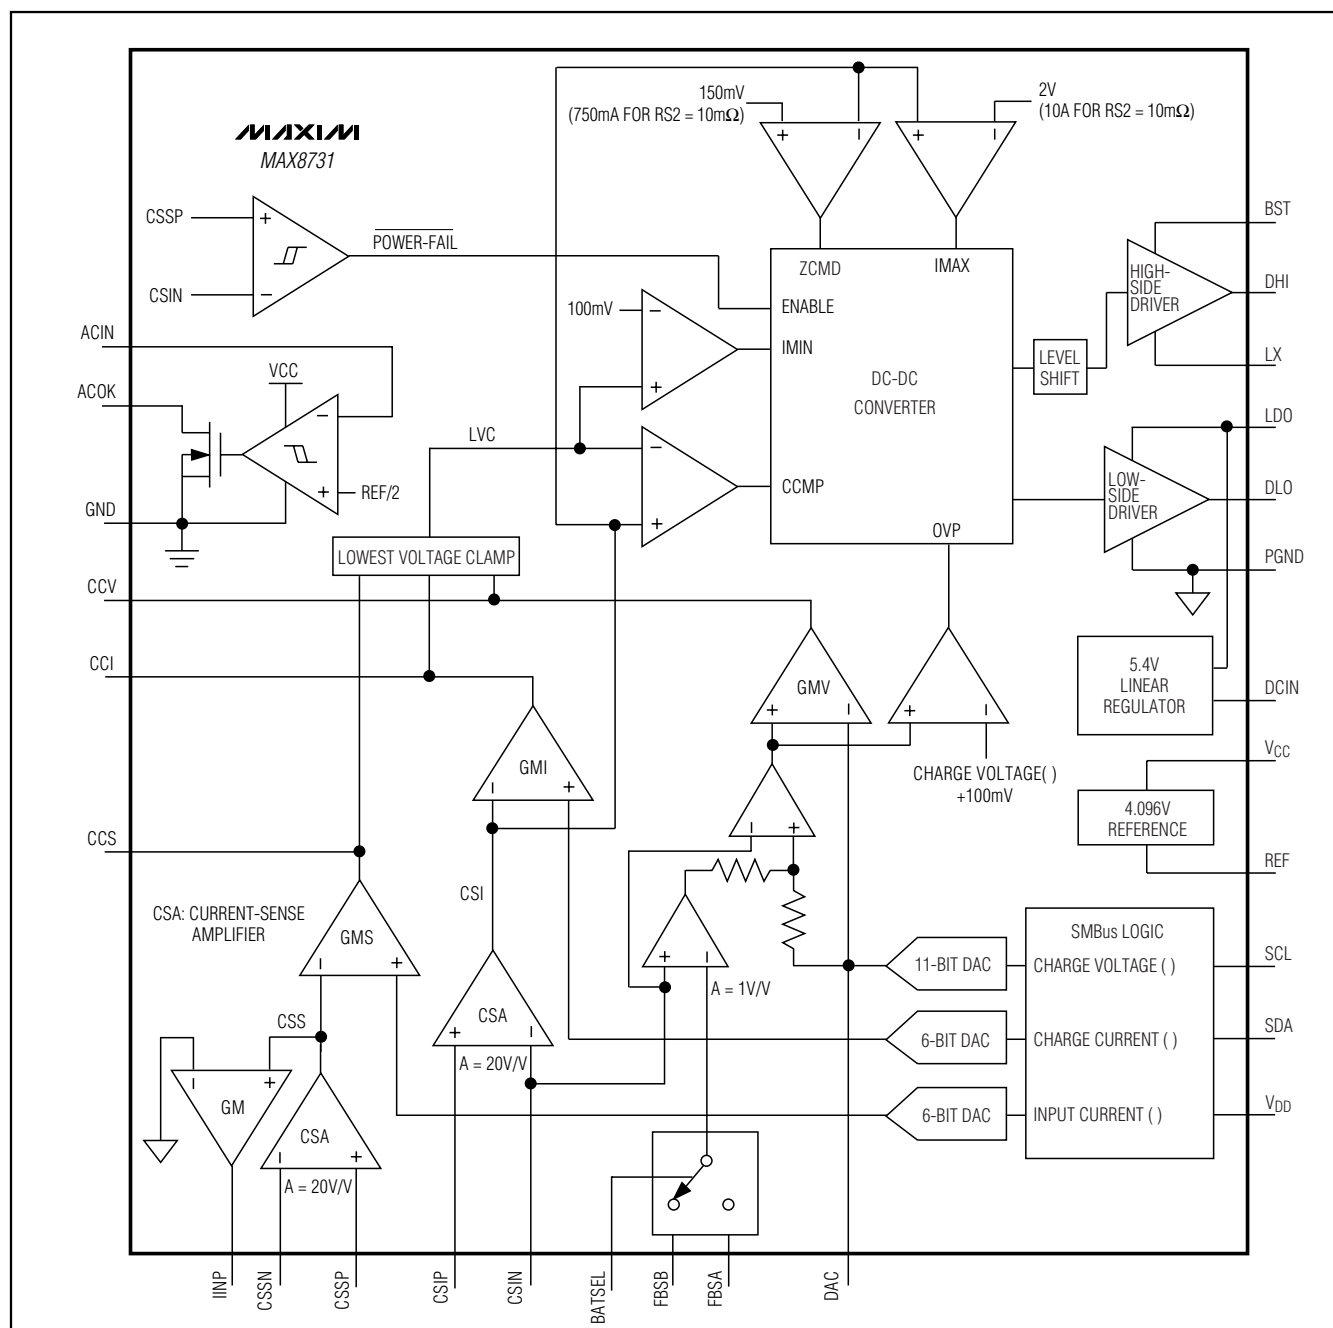 MAXIM
MAX8731
150mV
(750mA FOR RS2 = 10mΩ)
2V
(10A FOR RS2 = 10mΩ)
+
−
+
−
CSSP
+
CSIN
−
POWER-FAIL
ZCMD
IMAX
ENABLE
IMIN
DC-DC
CONVERTER
CCMP
OVP
100mV
−
+
LVC
−
+
LEVEL
SHIFT
HIGH-
SIDE
DRIVER
BST
DHI
LX
LDO
LOW-
SIDE
DRIVER
DLO
PGND
ACIN
ACOK
VCC
−
+
REF/2
GND
LOWEST VOLTAGE CLAMP
CCV
CCI
CCS
GMV
+
−
+
−
CHARGE VOLTAGE( )
+100mV
5.4V
LINEAR
REGULATOR
DCIN
VCC
4.096V
REFERENCE
REF
GMI
−
+
−
+
CSI
CSA: CURRENT-SENSE
AMPLIFIER
GMS
−
+
+
−
A = 1V/V
SMBus LOGIC
11-BIT DAC
CHARGE VOLTAGE ( )
SCL
CSS
CSA
+
−
A = 20V/V
6-BIT DAC
CHARGE CURRENT ( )
SDA
−
+
GM
CSA
−
+
A = 20V/V
6-BIT DAC
INPUT CURRENT ( )
VDD
IINP
CSSN
CSSP
CSIP
CSIN
BATSEL
FBSB
FBSA
DAC